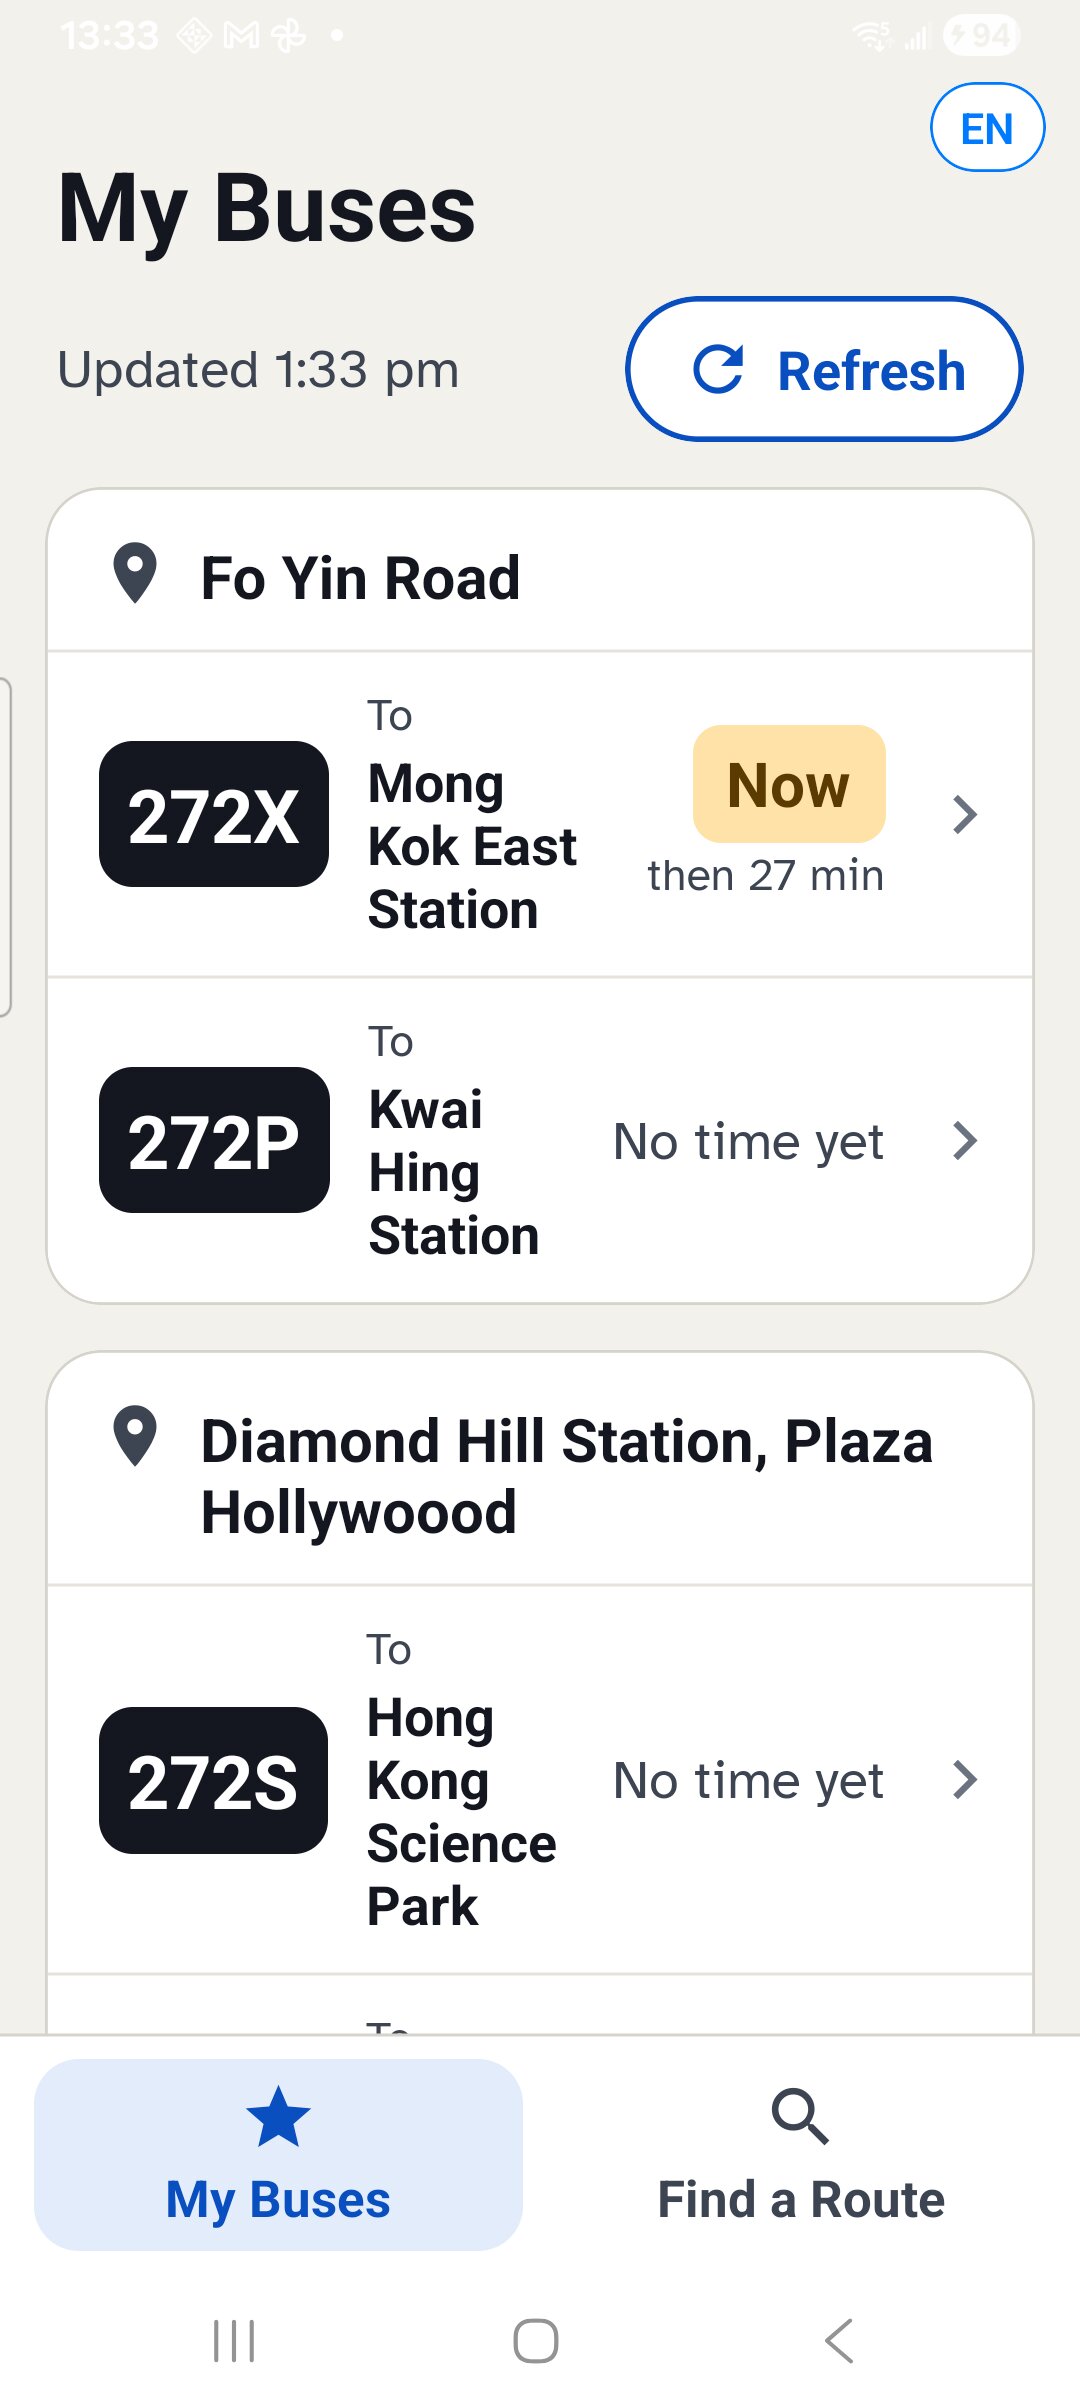 13:33
5
94
EN
My Buses
Updated 1:33 pm
Refresh
Fo Yin Road
272X
To
Mong
Kok East
Station
Now
then 27 min
272P
To
Kwai
Hing
Station
No time yet
Diamond Hill Station, Plaza
Hollywoood
272S
To
Hong
Kong
Science
Park
No time yet
To
My Buses
Find a Route